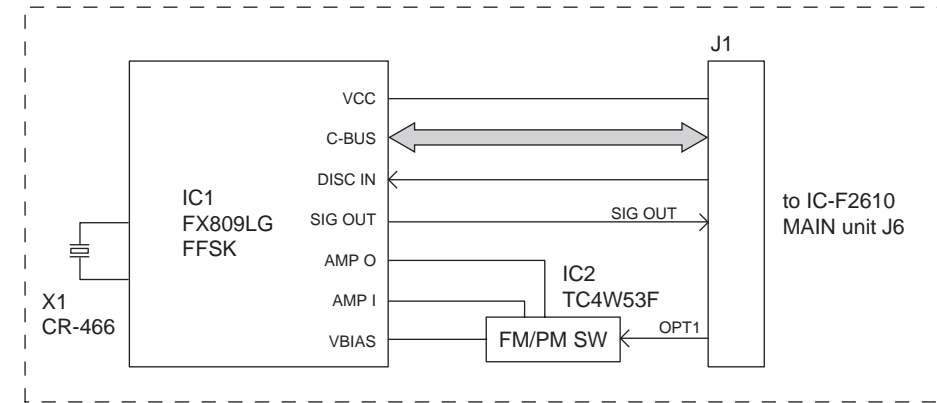 J1
VCC
C-BUS
DISC IN
SIG OUT
AMP O
AMP I
VBIAS
IC1
FX809LG
FFSK
X1
CR-466
SIG OUT
IC2
TC4W53F
FM/PM SW
OPT1
to IC-F2610
MAIN unit J6